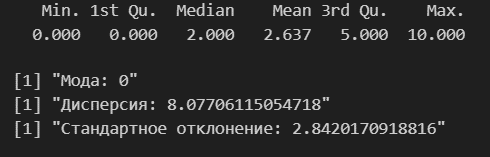 Min. 1st Qu. Median Mean 3rd Qu. Max.
0.000 0.000 2.000 2.637 5.000 10.000
[1] "Мода: 0"
[1] "Дисперсия: 8.07706115054718"
[1] "Стандартное отклонение: 2.8420170918816"